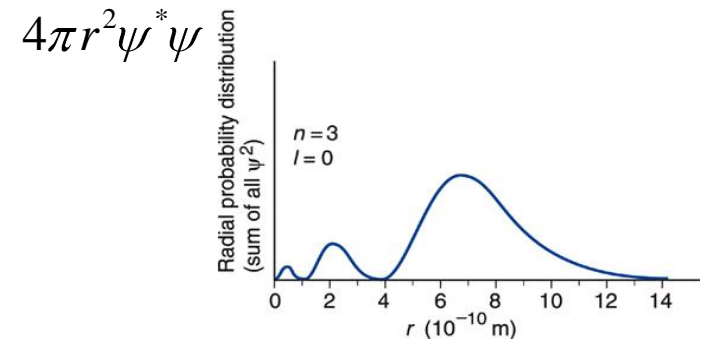 4πr²ψ*ψ
Radial probability distribution
(sum of all ψ²)
n = 3
l = 0
0 2 4 6 8 10 12 14
r (10⁻¹⁰ m)